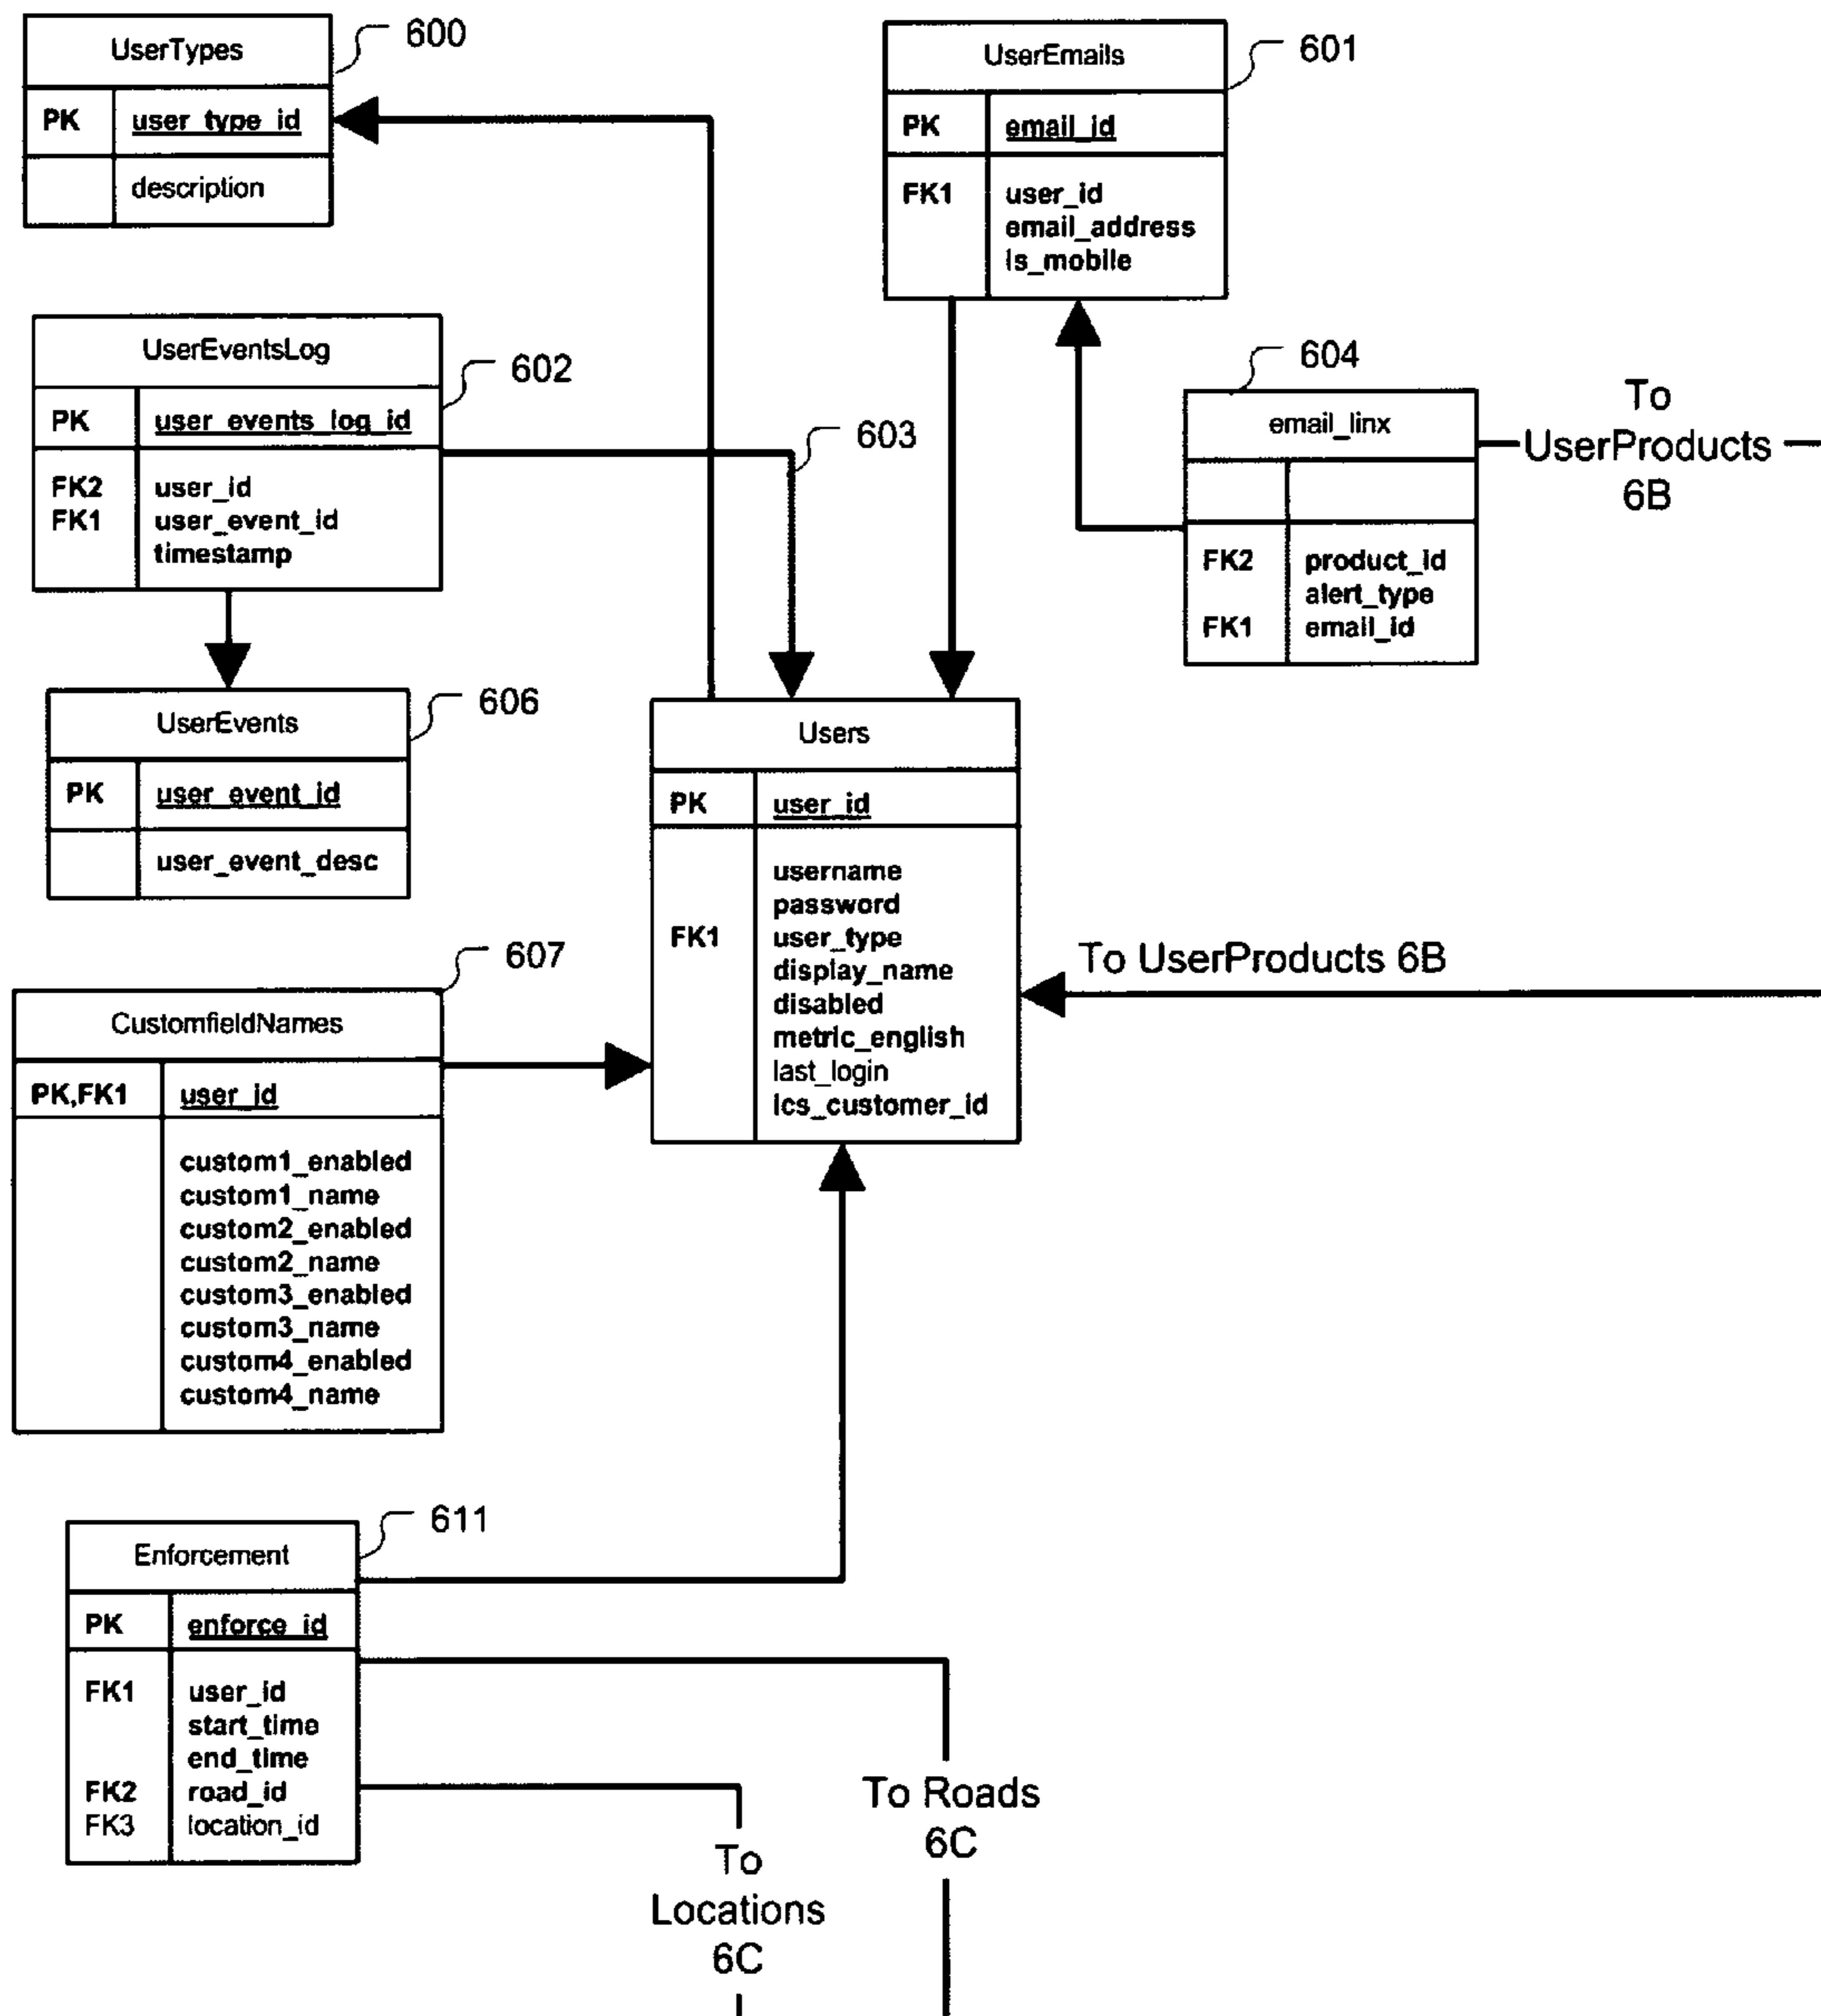 UserTypes
600
PK user_type_id
description
UserEmails
601
PK email_id
FK1 user_id
email_address
is_mobile
UserEventsLog
602
PK user_events_log_id
FK2 user_id
FK1 user_event_id
timestamp
603
604
email_linx
FK2 product_id
alert_type
FK1 email_id
To
UserProducts
6B
UserEvents
606
PK user_event_id
user_event_desc
Users
PK user_id
username
password
FK1 user_type
display_name
disabled
metric_english
last_login
ics_customer_id
To UserProducts 6B
607
CustomfieldNames
PK,FK1 user_id
custom1_enabled
custom1_name
custom2_enabled
custom2_name
custom3_enabled
custom3_name
custom4_enabled
custom4_name
611
Enforcement
PK enforce_id
FK1 user_id
start_time
end_time
FK2 road_id
FK3 location_id
To Roads
6C
To
Locations
6C